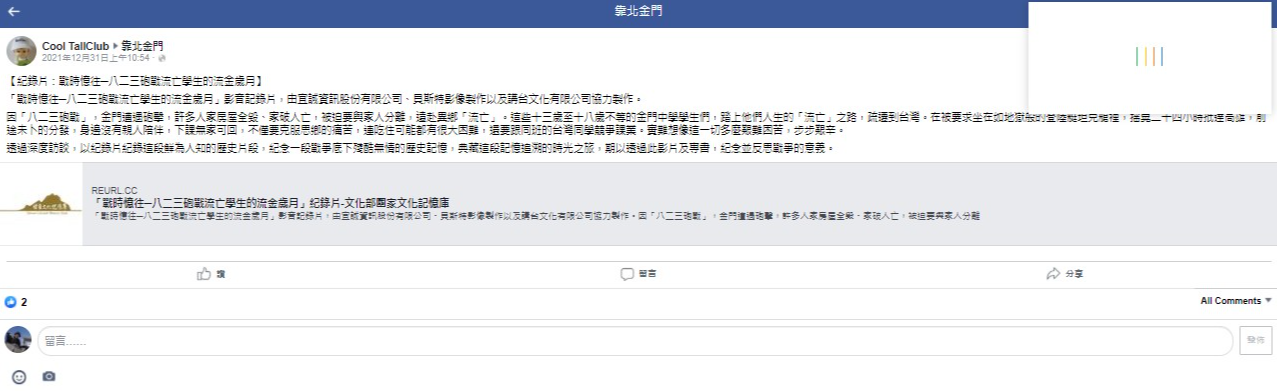 靠北金門
Cool TallClub ▸ 靠北金門
2021年12月31日上午10:54 ·
【紀錄片：戰時憶往─八二三砲戰流亡學生的流金歲月】
「戰時憶往─八二三砲戰流亡學生的流金歲月」影音記錄片，由宜誠資訊股份有限公司、貝斯特影像製作以及講台文化有限公司協力製作。
因「八二三砲戰」，金門遭遇砲擊，許多人家房屋全毀、家破人亡，被迫要與家人分離，遠赴異鄉「流亡」。這些十三歲至十八歲不等的金門中學學生們，踏上他們人生的「流亡」之路，疏遷到台灣。在被要求坐在如地獄般的登陸艇坦克艙裡，搖晃二十四小時抵達高雄，前
途未卜的分發，身邊沒有親人陪伴，下課無家可回，不僅要克服思鄉的痛苦，連吃住可能都有很大困難，還要跟同班的台灣同學競爭課業。實難想像這一切多麼艱難困苦，步步艱辛。
透過深度訪談，以紀錄片紀錄這段鮮為人知的歷史片段，紀念一段戰爭底下殘酷無情的歷史記憶，典藏這段記憶追溯的時光之旅，期以透過此影片及專書，紀念並反思戰爭的意義。
REURL.CC
「戰時憶往─八二三砲戰流亡學生的流金歲月」紀錄片-文化部國家文化記憶庫
「戰時憶往─八二三砲戰流亡學生的流金歲月」影音記錄片，由宜誠資訊股份有限公司、貝斯特影像製作以及講台文化有限公司協力製作。因「八二三砲戰」，金門遭遇砲擊，許多人家房屋全毀、家破人亡，被迫要與家人分離
讚 留言 分享
2 All Comments
留言…… 發佈